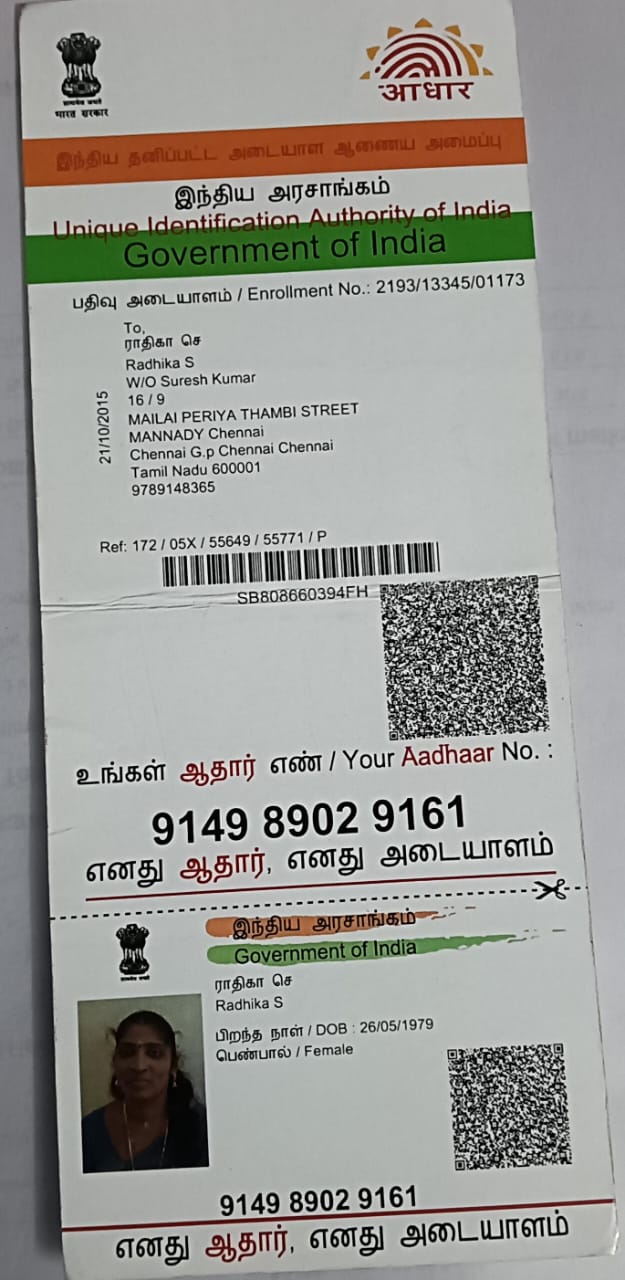 सत्यमेव जयते
भारत सरकार
आधार
இந்திய தனிப்பட்ட அடையாள ஆணைய அமைப்பு
இந்திய அரசாங்கம்
Unique Identification Authority of India
Government of India
பதிவு அடையாளம் / Enrollment No.: 2193/13345/01173
21/10/2015
To,
ராதிகா செ
Radhika S
W/O Suresh Kumar
16 / 9
MAILAI PERIYA THAMBI STREET
MANNADY Chennai
Chennai G.p Chennai Chennai
Tamil Nadu 600001
9789148365
Ref: 172 / 05X / 55649 / 55771 / P
SB808660394FH
உங்கள் ஆதார் எண் / Your Aadhaar No. :
9149 8902 9161
எனது ஆதார், எனது அடையாளம்
இந்திய அரசாங்கம்
Government of India
ராதிகா செ
Radhika S
பிறந்த நாள் / DOB : 26/05/1979
பெண்பால் / Female
9149 8902 9161
எனது ஆதார், எனது அடையாளம்